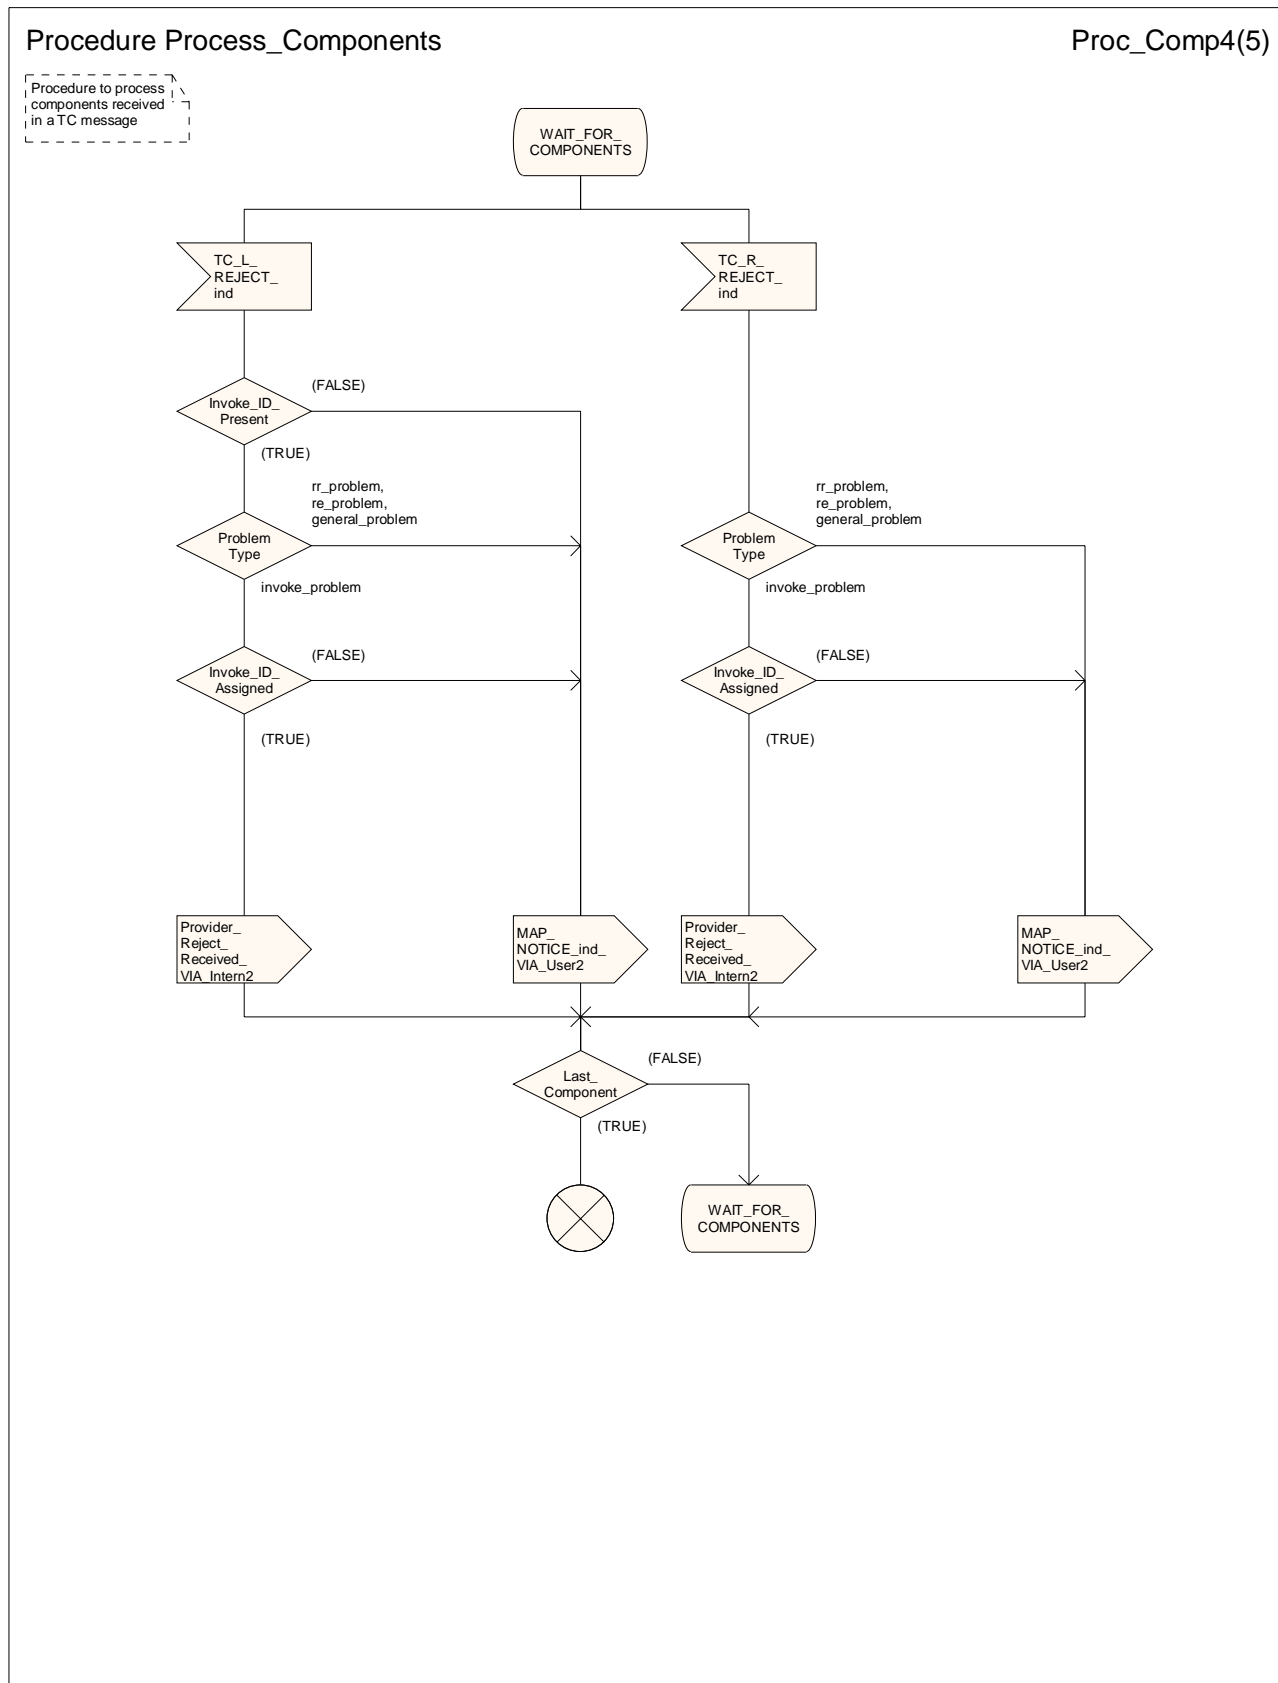 Procedure Process_Components
Proc_Comp4(5)
Procedure to process
components received
in a TC message
WAIT_FOR_
COMPONENTS
TC_L_
REJECT_
ind
TC_R_
REJECT_
ind
(FALSE)
Invoke_ID_
Present
(TRUE)
rr_problem,
re_problem,
general_problem
rr_problem,
re_problem,
general_problem
Problem
Type
Problem
Type
invoke_problem
invoke_problem
(FALSE)
(FALSE)
Invoke_ID_
Assigned
Invoke_ID_
Assigned
(TRUE)
(TRUE)
Provider_
Reject_
Received_
VIA_Intern2
MAP_
NOTICE_ind_
VIA_User2
Provider_
Reject_
Received_
VIA_Intern2
MAP_
NOTICE_ind_
VIA_User2
(FALSE)
Last_
Component
(TRUE)
WAIT_FOR_
COMPONENTS